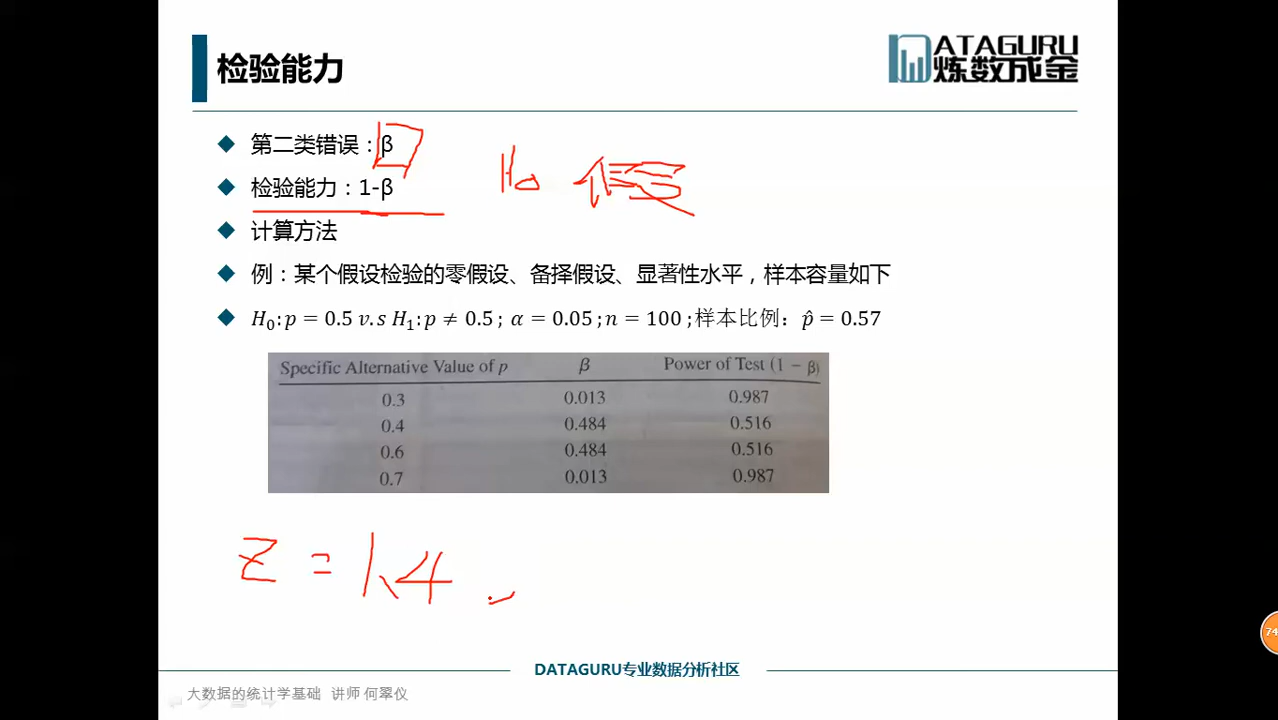 检验能力
DATAGURU
炼数成金
第二类错误：β
检验能力：1-β
H₀ 假
计算方法
例：某个假设检验的零假设、备择假设、显著性水平，样本容量如下
H₀: p = 0.5 v.s H₁: p ≠ 0.5 ; α = 0.05 ; n = 100 ;样本比例： p̂ = 0.57
Specific Alternative Value of p β Power of Test (1 − β)
0.3 0.013 0.987
0.4 0.484 0.516
0.6 0.484 0.516
0.7 0.013 0.987
Z = 1.4
DATAGURU专业数据分析社区
大数据的统计学基础 讲师 何翠仪
74